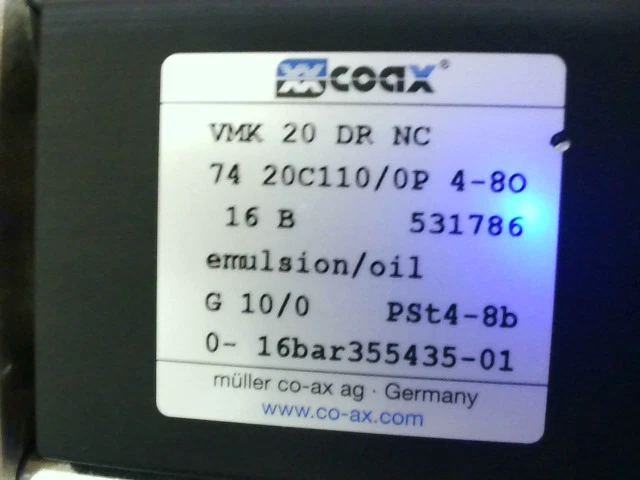 coax®
VMK 20 DR NC
74 20C110/0P 4-80
16 B 531786
emulsion/oil
G 10/0 PSt4-8b
0- 16bar355435-01
müller co-ax ag · Germany
www.co-ax.com